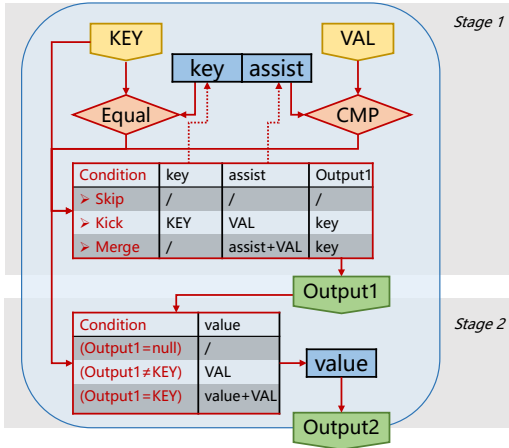 Stage 1
KEY
VAL
key assist
Equal
CMP
Condition key assist Output1
➢ Skip / / /
➢ Kick KEY VAL key
➢ Merge / assist+VAL key
Output1
Stage 2
Condition value
(Output1=null) /
(Output1≠KEY) VAL
(Output1=KEY) value+VAL
value
Output2